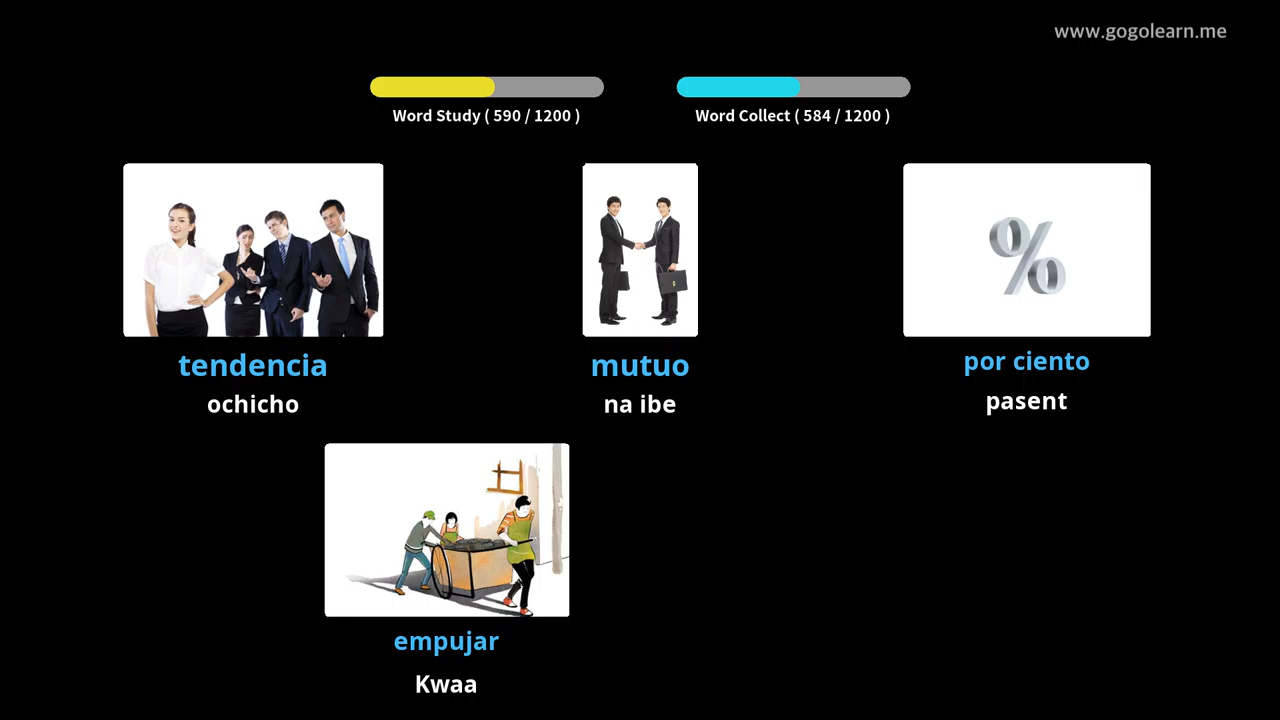 www.gogolearn.me
Word Study ( 590 / 1200 )
Word Collect ( 584 / 1200 )
tendencia
ochicho
mutuo
na ibe
por ciento
pasent
%
empujar
Kwaa